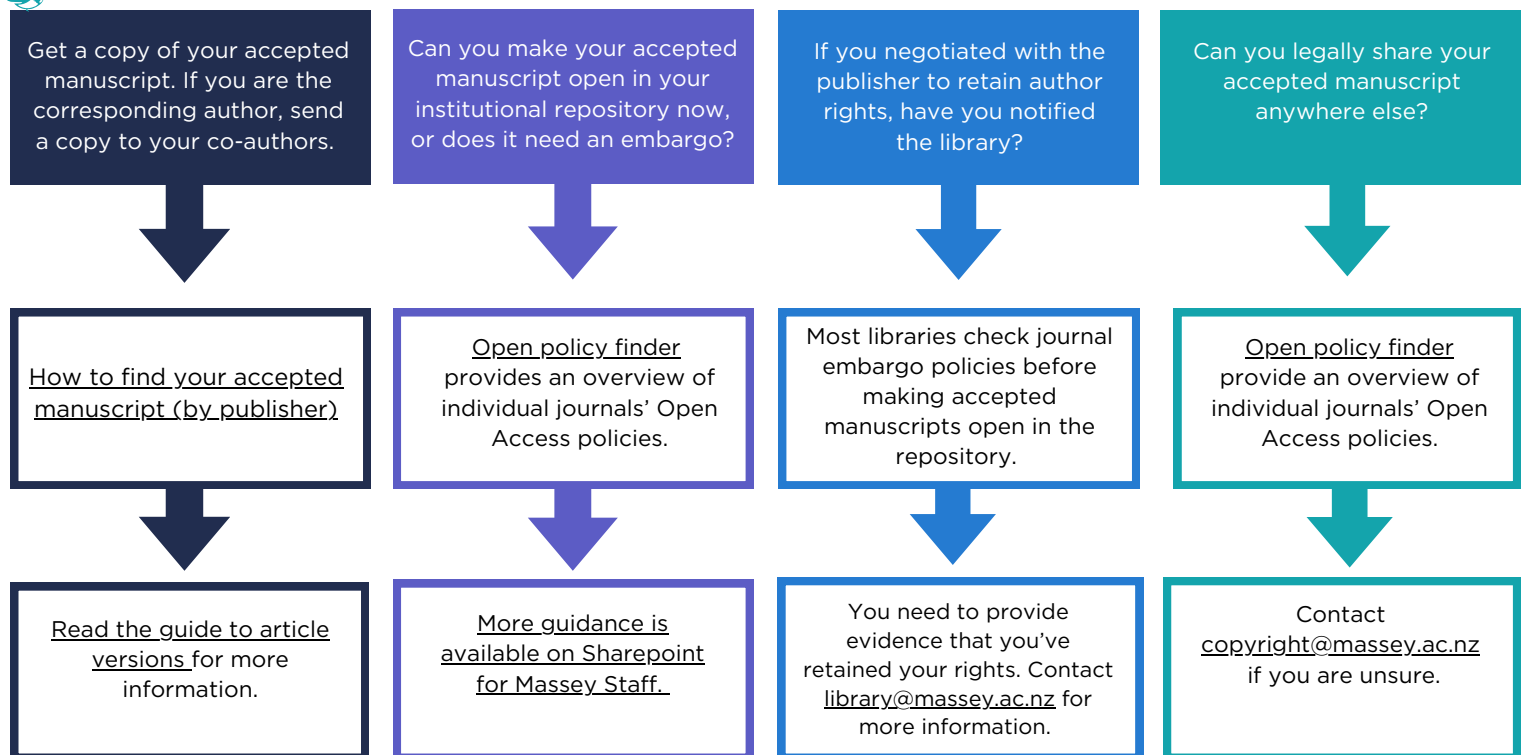 Get a copy of your accepted
manuscript. If you are the
corresponding author, send
a copy to your co-authors.
How to find your accepted
manuscript (by publisher)
Read the guide to article
versions for more
information.
Can you make your accepted
manuscript open in your
institutional repository now,
or does it need an embargo?
Open policy finder
provides an overview of
individual journals’ Open
Access policies.
More guidance is
available on Sharepoint
for Massey Staff.
If you negotiated with the
publisher to retain author
rights, have you notified
the library?
Most libraries check journal
embargo policies before
making accepted
manuscripts open in the
repository.
You need to provide
evidence that you’ve
retained your rights. Contact
library@massey.ac.nz for
more information.
Can you legally share your
accepted manuscript
anywhere else?
Open policy finder
provide an overview of
individual journals’ Open
Access policies.
Contact
copyright@massey.ac.nz
if you are unsure.